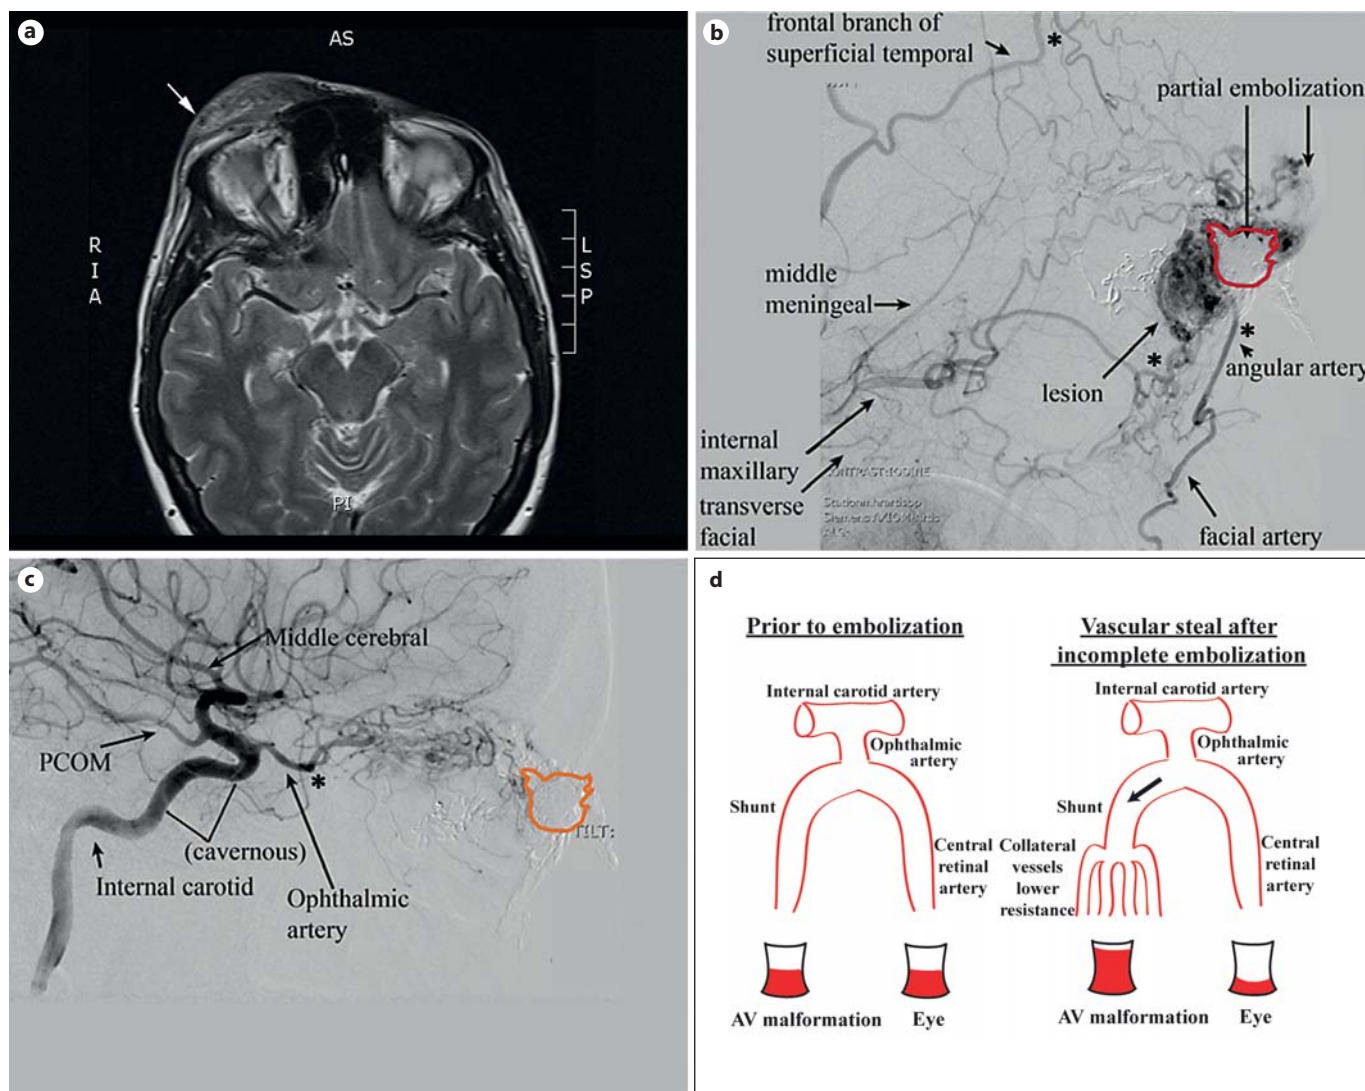 a
AS
R
I
A
L
S
P
PI
b
frontal branch of
superficial temporal
*
partial embolization
middle
meningeal
*
*
angular artery
lesion
internal
maxillary
transverse
facial
facial artery
c
Middle cerebral
PCOM
*
(cavernous)
Internal carotid
Ophthalmic
artery
TILT:
d
Prior to embolization
Internal carotid artery
Ophthalmic
artery
Shunt
Central
retinal
artery
AV malformation
Eye
Vascular steal after
incomplete embolization
Internal carotid artery
Ophthalmic
artery
Shunt
Collateral
vessels
lower
resistance
Central
retinal
artery
AV malformation
Eye